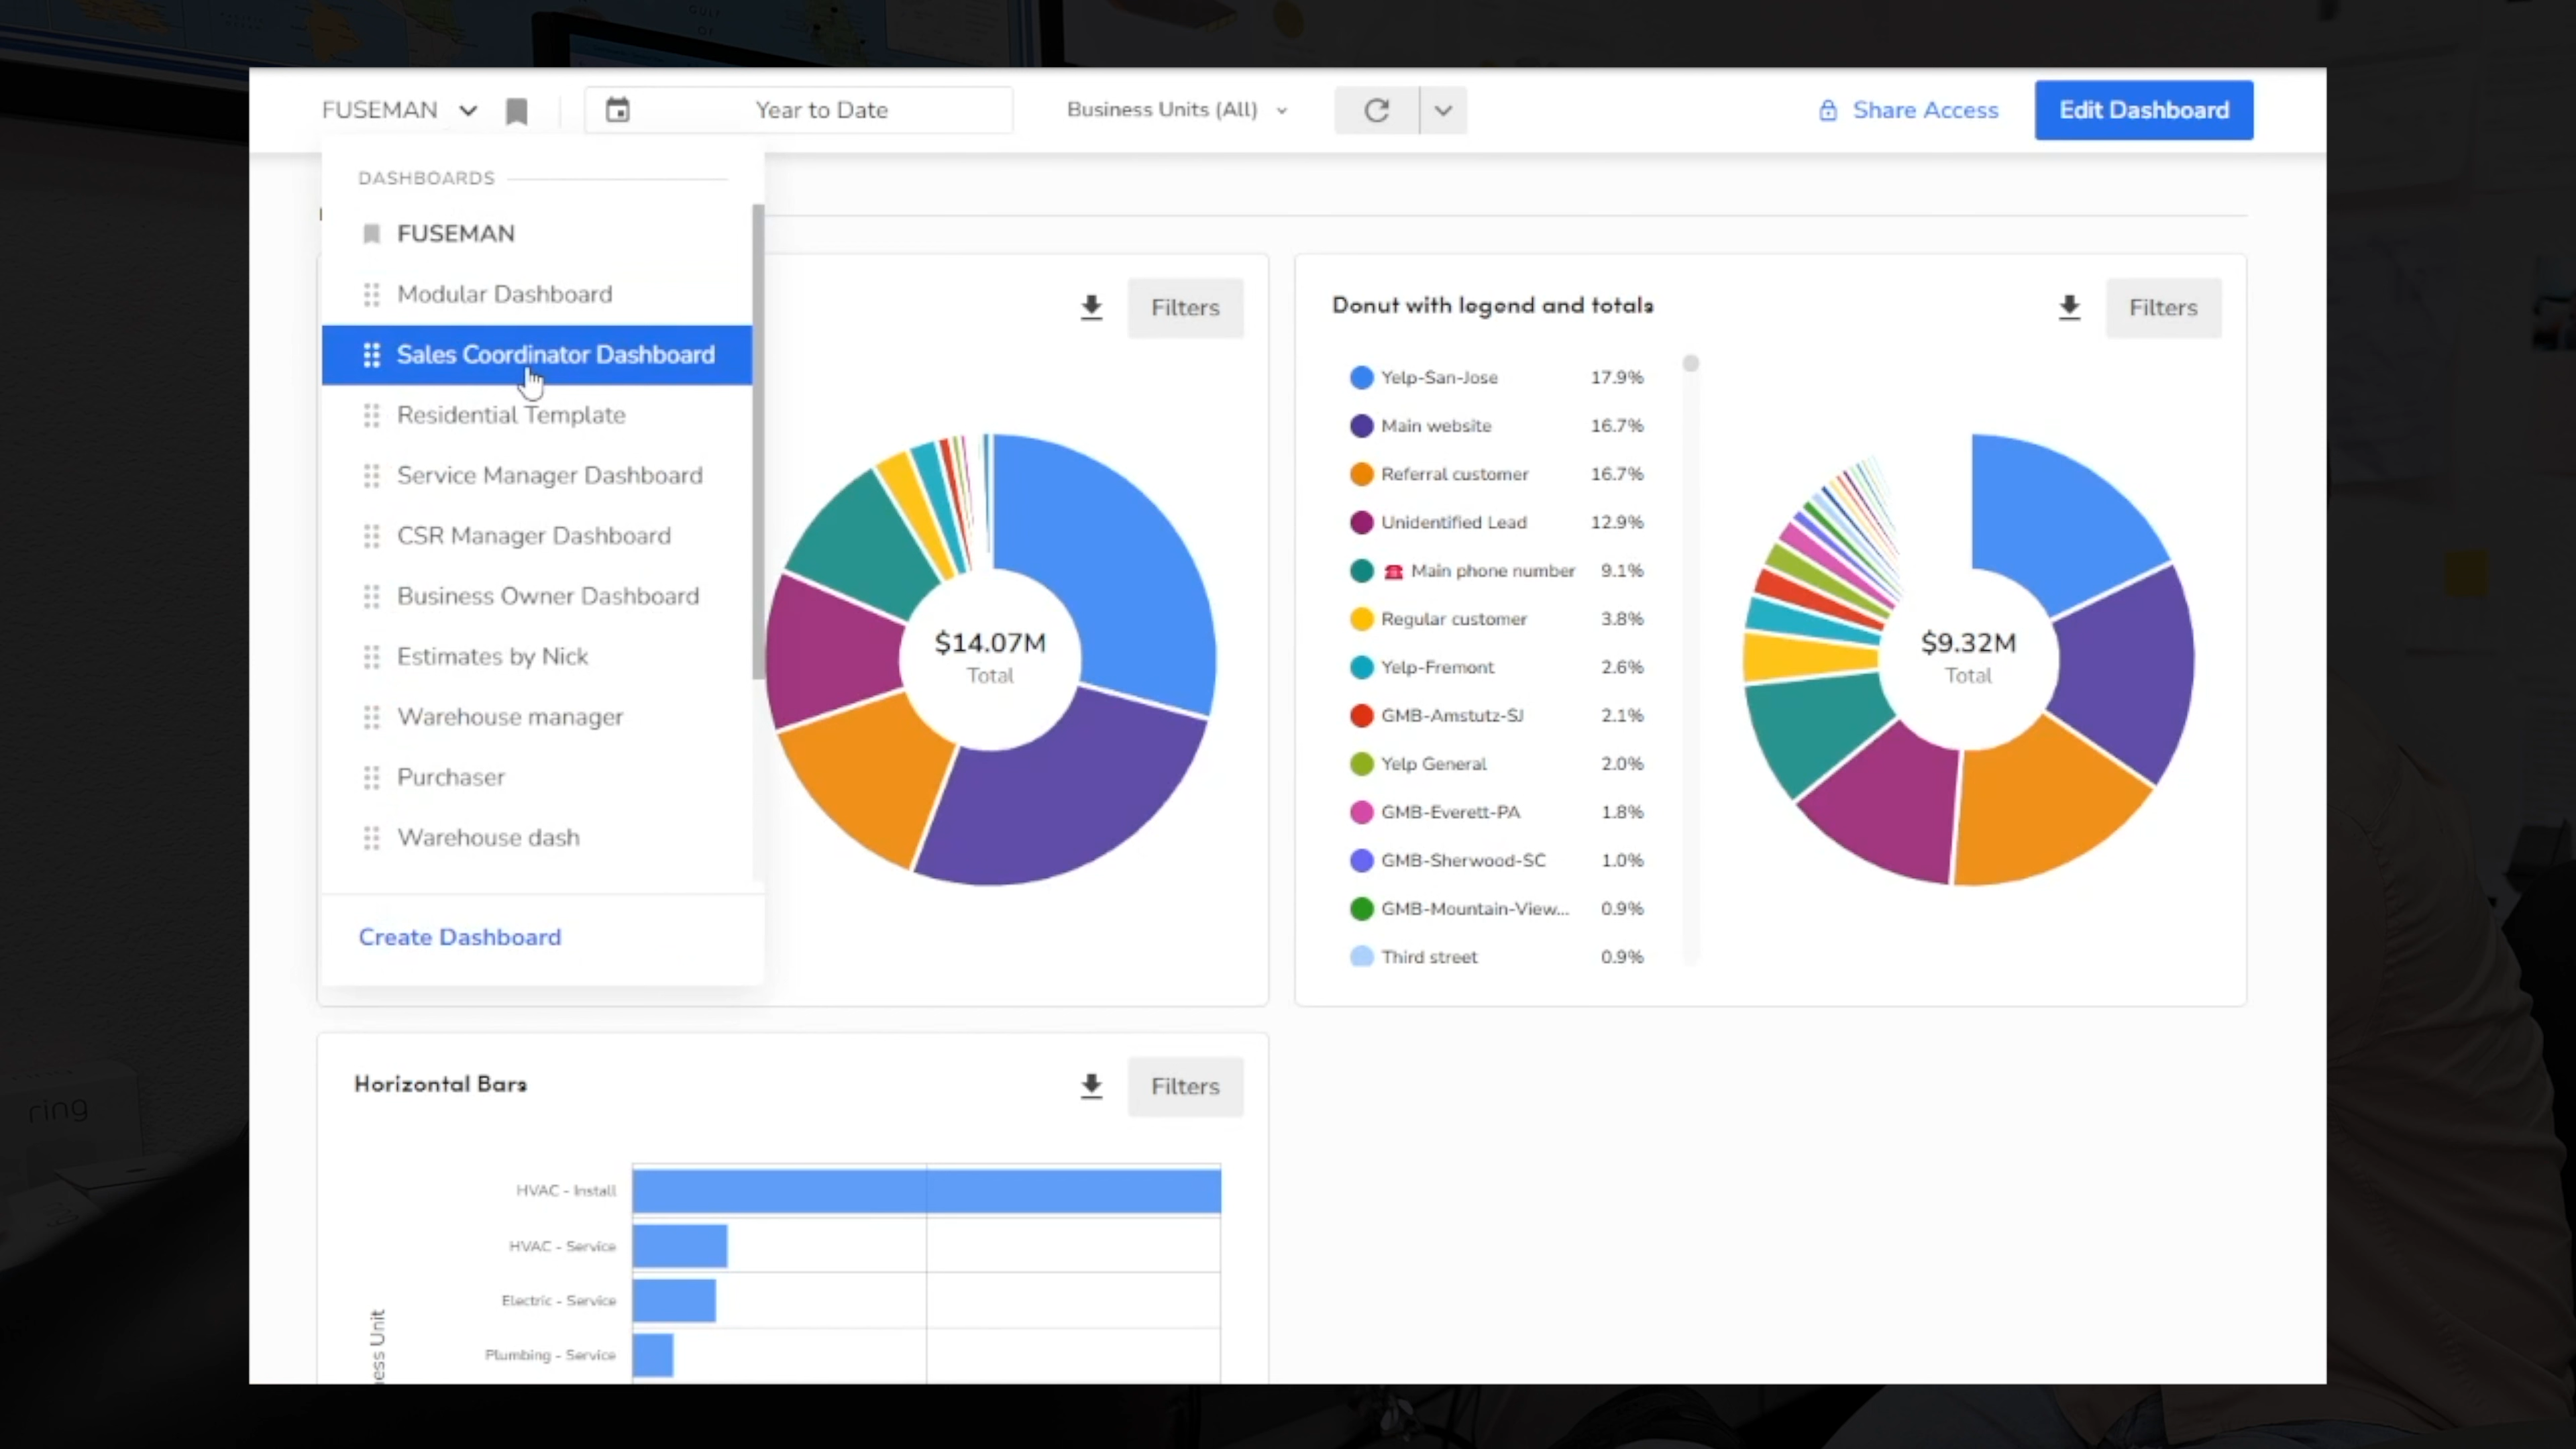 FUSEMAN
Year to Date
Business Units (All)
Share Access
Edit Dashboard
DASHBOARDS
FUSEMAN
Modular Dashboard
Sales Coordinator Dashboard
Residential Template
Service Manager Dashboard
CSR Manager Dashboard
Business Owner Dashboard
Estimates by Nick
Warehouse manager
Purchaser
Warehouse dash
Create Dashboard
Filters
$14.07M
Total
Donut with legend and totals
Filters
Yelp-San-Jose 17.9%
Main website 16.7%
Referral customer 16.7%
Unidentified Lead 12.9%
☎️ Main phone number 9.1%
Regular customer 3.8%
Yelp-Fremont 2.6%
GMB-Amstutz-SJ 2.1%
Yelp General 2.0%
GMB-Everett-PA 1.8%
GMB-Sherwood-SC 1.0%
GMB-Mountain-View... 0.9%
Third street 0.9%
$9.32M
Total
Horizontal Bars
Filters
HVAC - Install
HVAC - Service
Electric - Service
Plumbing - Service
Unit
ring
GULF
OF